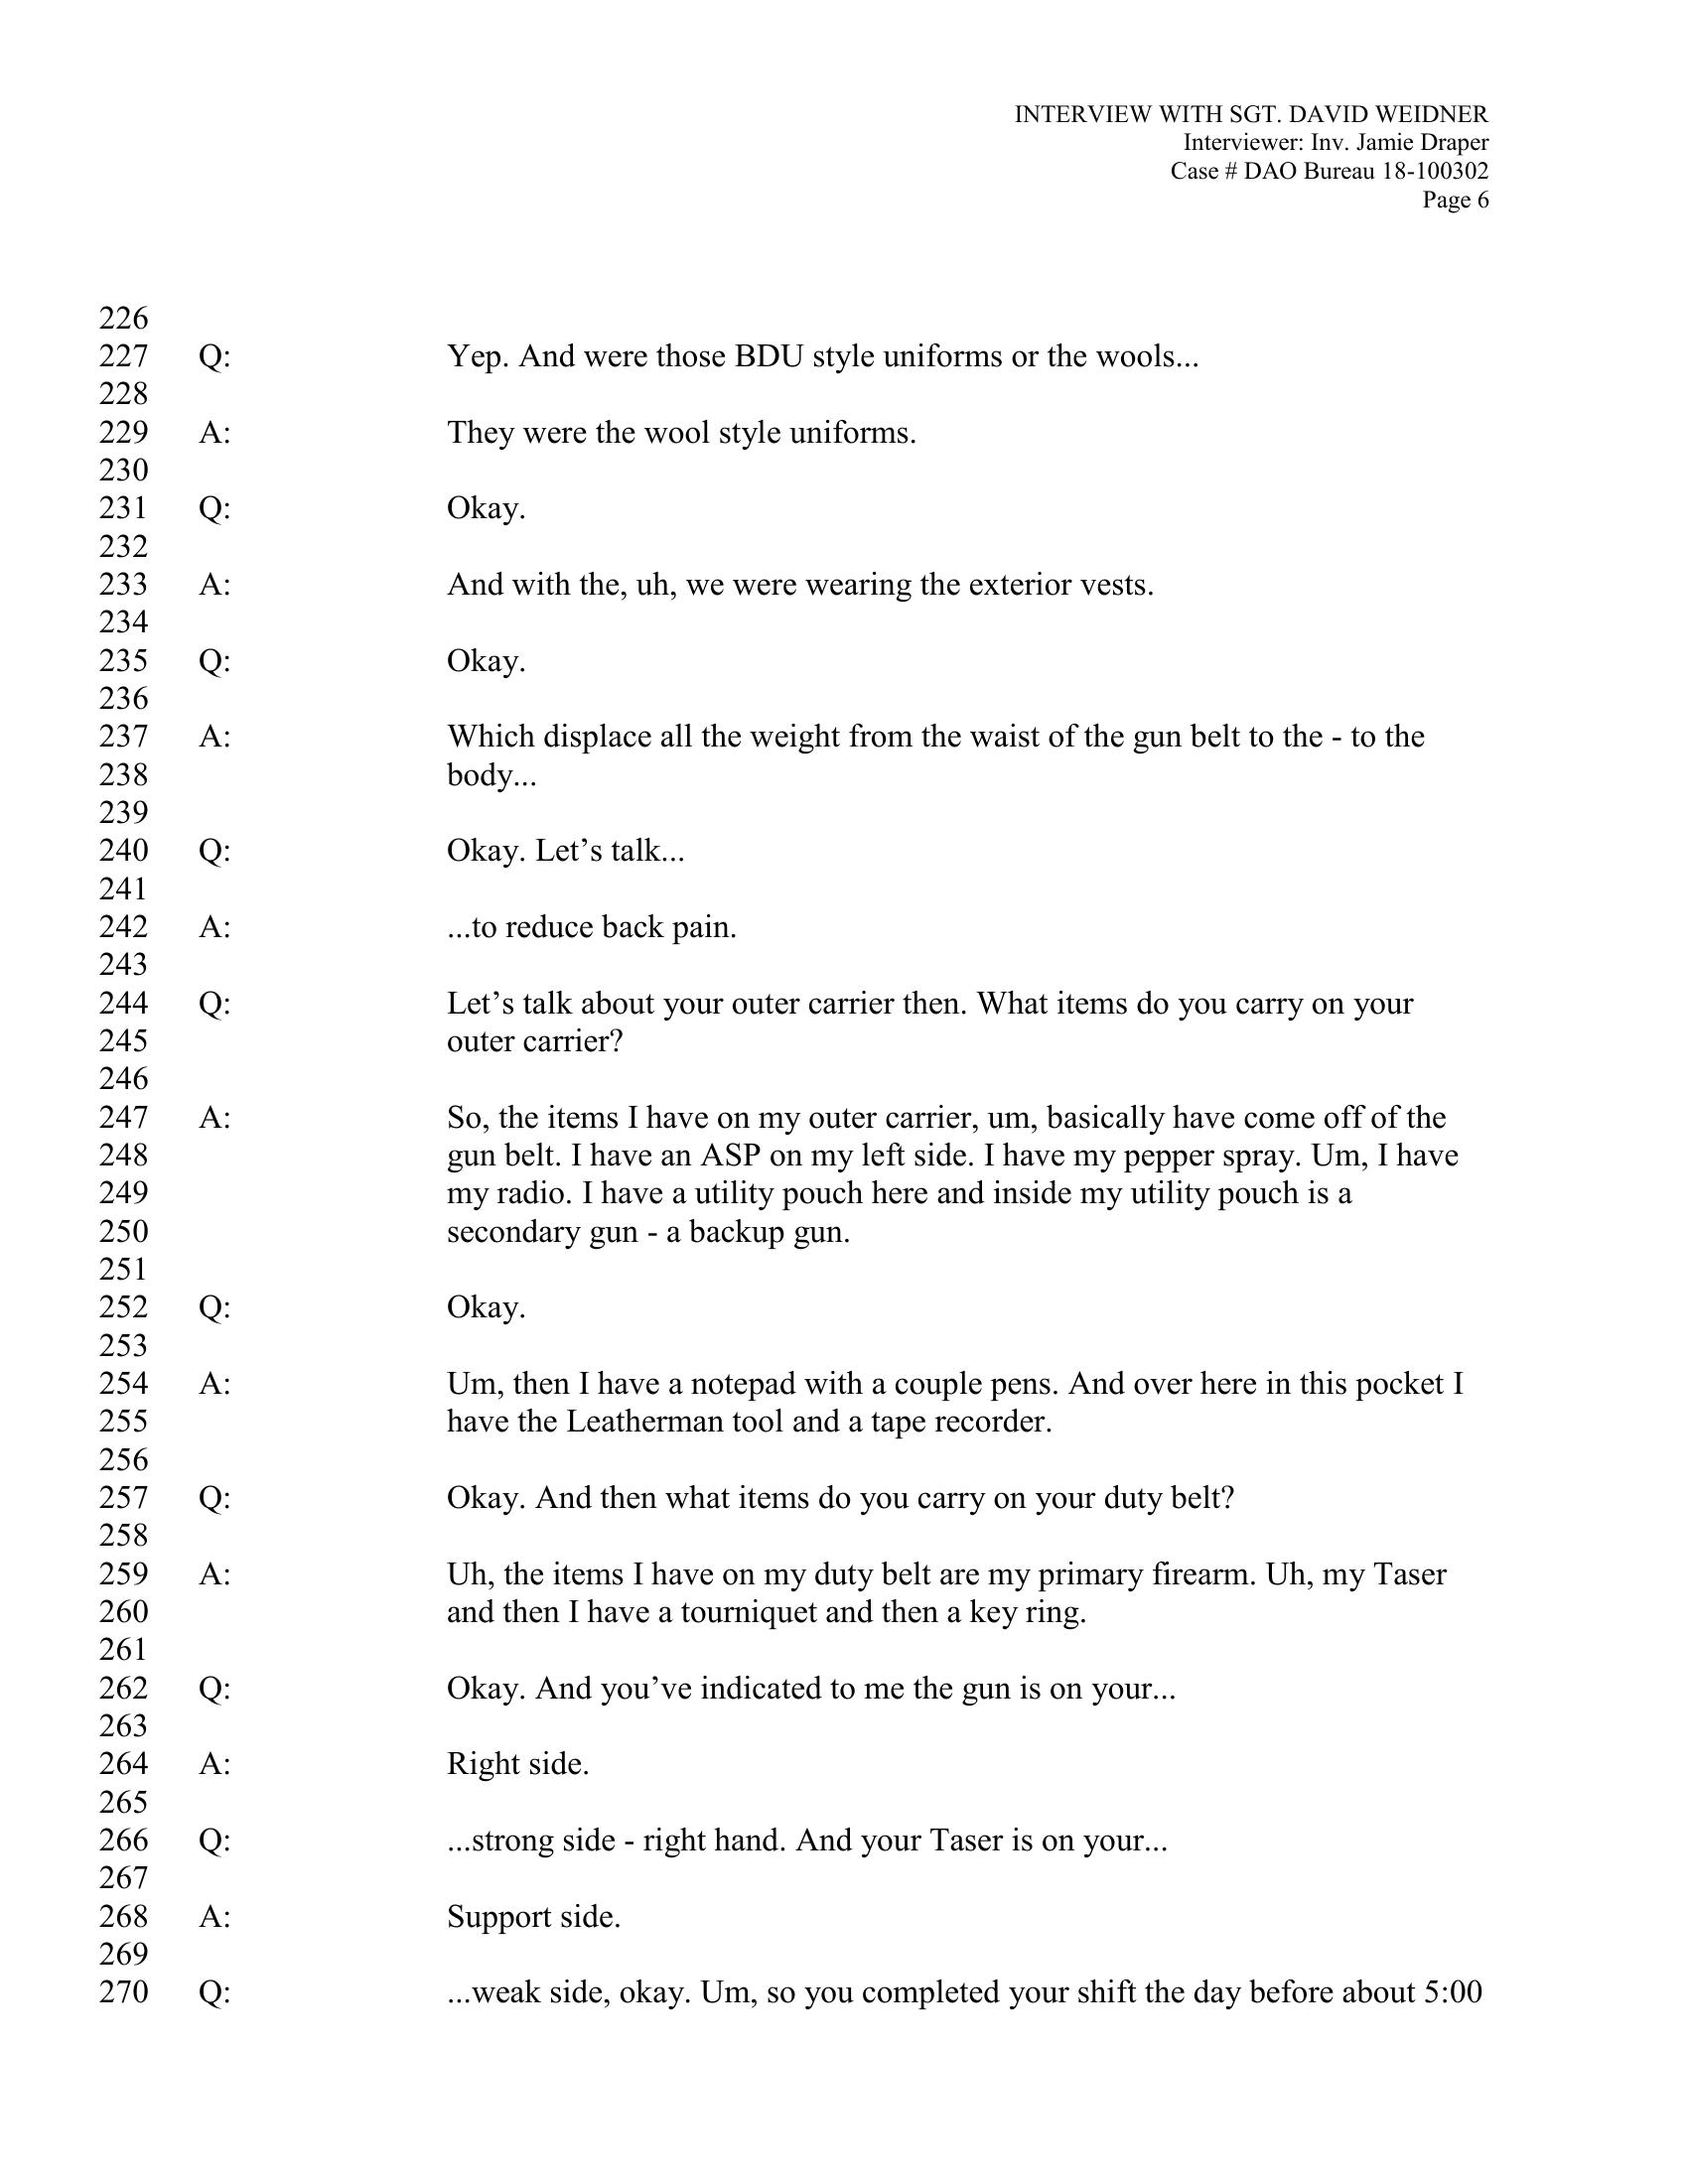 INTERVIEW WITH SGT. DAVID WEIDNER
Interviewer: Inv. Jamie Draper
Case # DAO Bureau 18-100302
Page 6
226
227 Q: Yep. And were those BDU style uniforms or the wools...
228
229 A: They were the wool style uniforms.
230
231 Q: Okay.
232
233 A: And with the, uh, we were wearing the exterior vests.
234
235 Q: Okay.
236
237 A: Which displace all the weight from the waist of the gun belt to the - to the
238 body...
239
240 Q: Okay. Let’s talk...
241
242 A: ...to reduce back pain.
243
244 Q: Let’s talk about your outer carrier then. What items do you carry on your
245 outer carrier?
246
247 A: So, the items I have on my outer carrier, um, basically have come off of the
248 gun belt. I have an ASP on my left side. I have my pepper spray. Um, I have
249 my radio. I have a utility pouch here and inside my utility pouch is a
250 secondary gun - a backup gun.
251
252 Q: Okay.
253
254 A: Um, then I have a notepad with a couple pens. And over here in this pocket I
255 have the Leatherman tool and a tape recorder.
256
257 Q: Okay. And then what items do you carry on your duty belt?
258
259 A: Uh, the items I have on my duty belt are my primary firearm. Uh, my Taser
260 and then I have a tourniquet and then a key ring.
261
262 Q: Okay. And you’ve indicated to me the gun is on your...
263
264 A: Right side.
265
266 Q: ...strong side - right hand. And your Taser is on your...
267
268 A: Support side.
269
270 Q: ...weak side, okay. Um, so you completed your shift the day before about 5:00